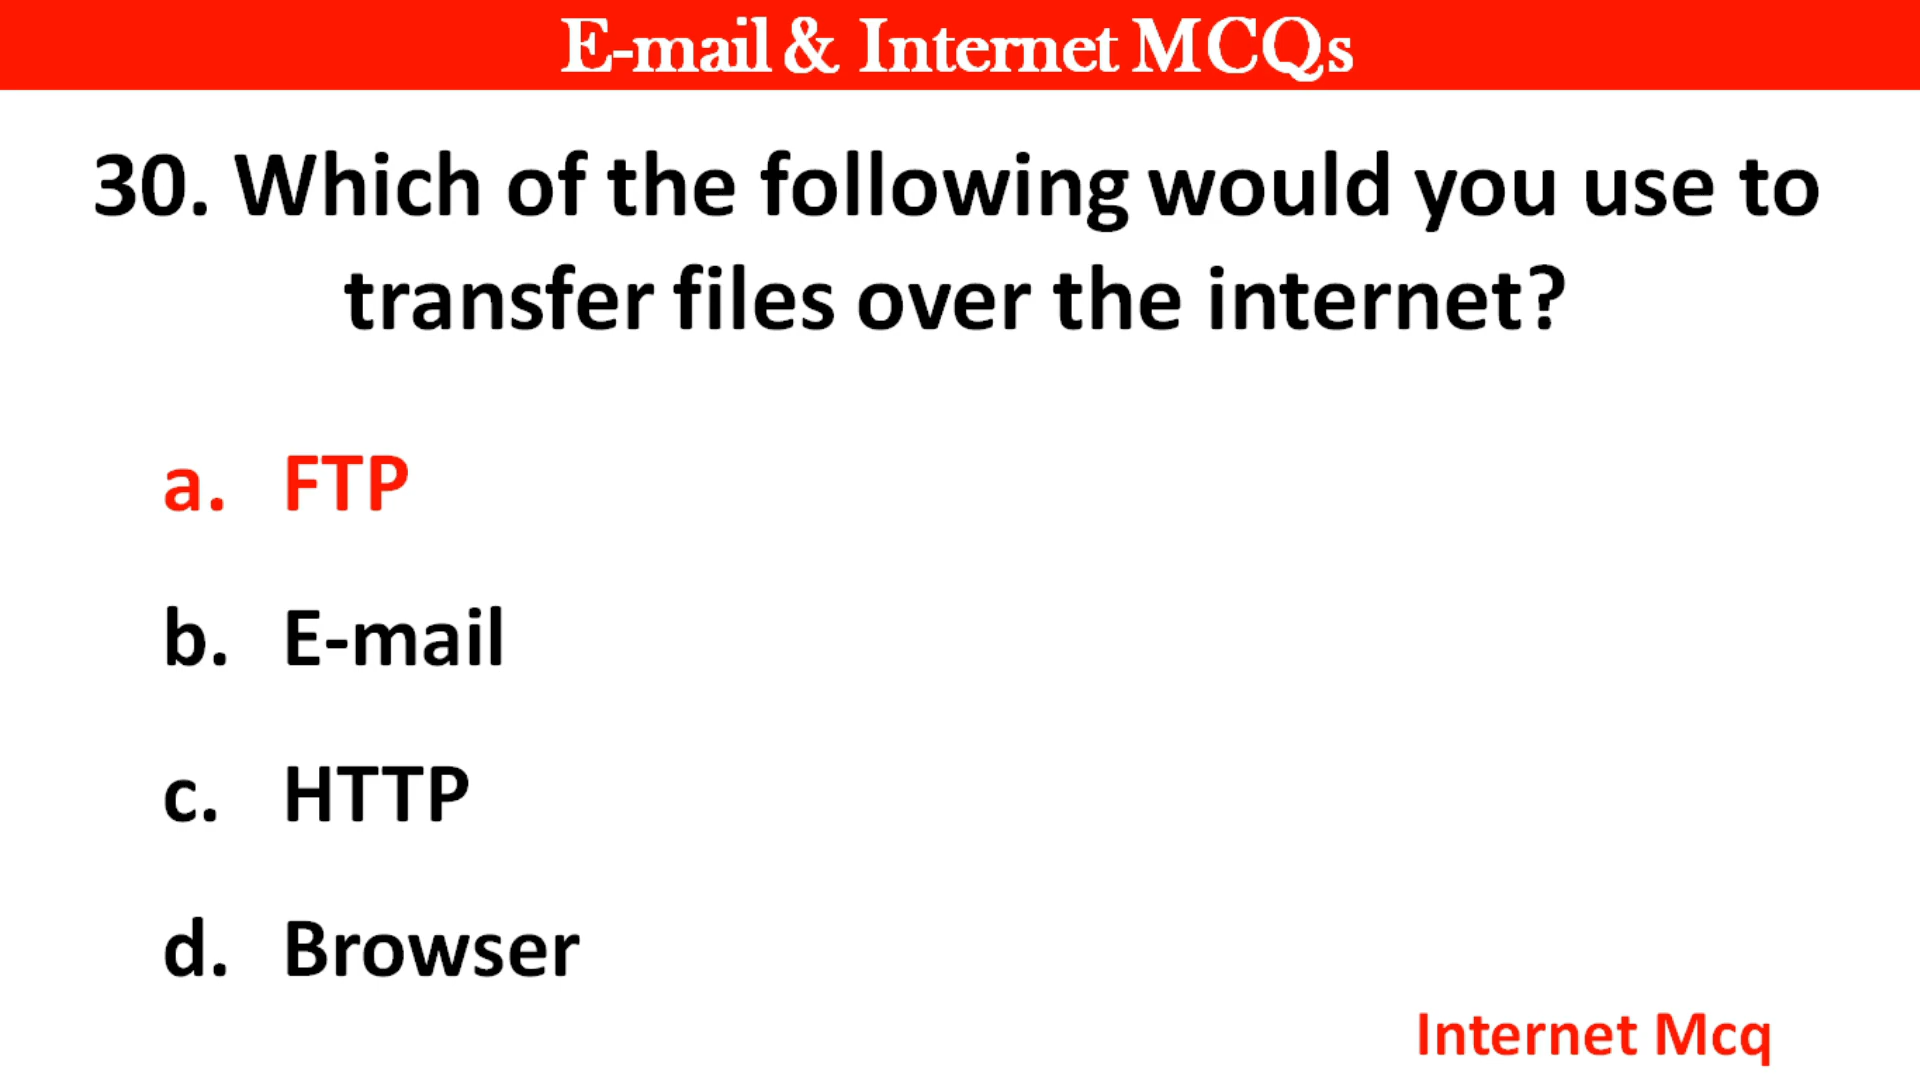 E-mail & Internet MCQs
30. Which of the following would you use to
transfer files over the internet?
a. FTP
b. E-mail
c. HTTP
d. Browser
Internet Mcq